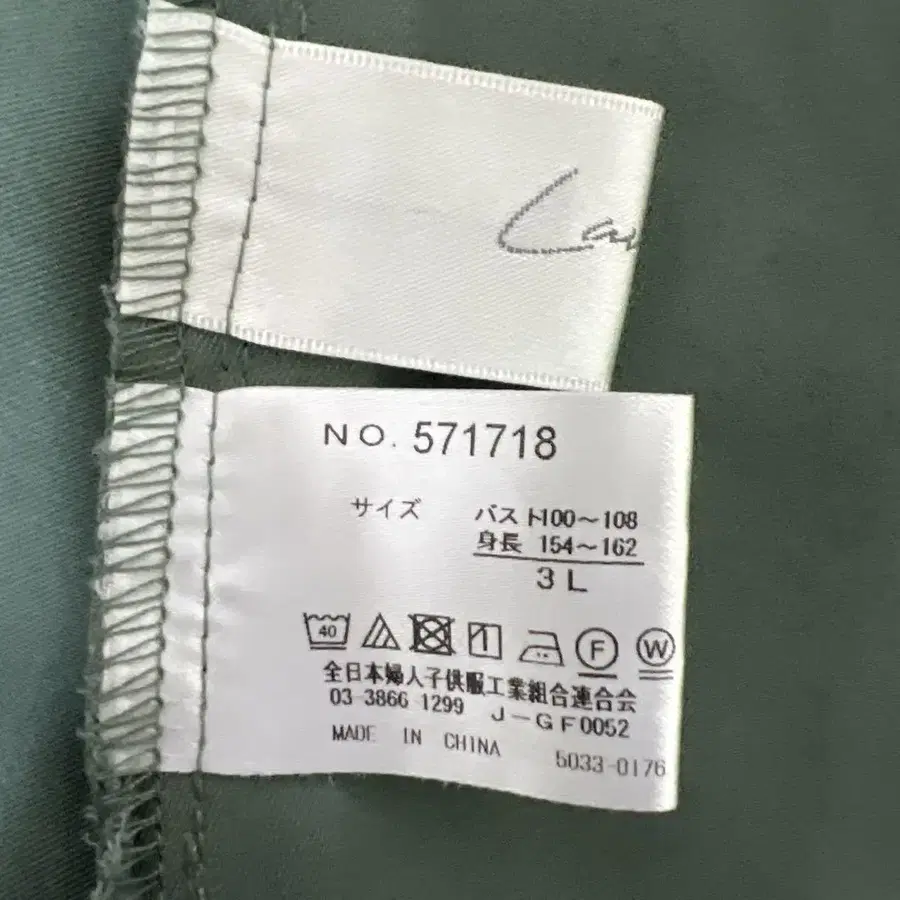 NO. 571718
サイズ
バスト100～108
身長 154～162
3L
40
F
W
全日本婦人子供服工業組合連合会
03-3866 1299 J-GF0052
MADE IN CHINA
5033-0176